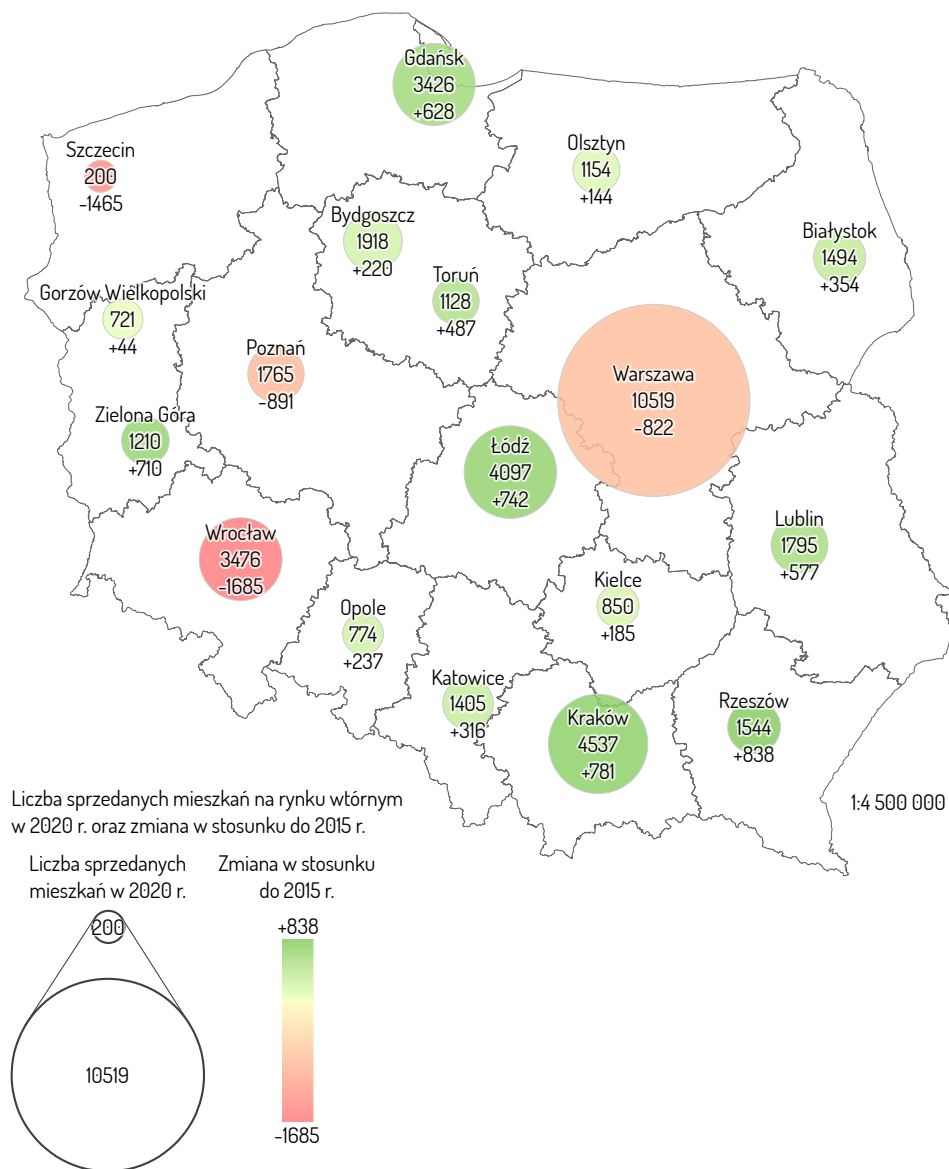 Gdańsk
3426
+628
Szczecin
200
-1465
Olsztyn
1154
+144
Bydgoszcz
1918
+220
Białystok
1494
+354
Toruń
1128
+487
Gorzów Wielkopolski
721
+44
Poznań
1765
-891
Warszawa
10519
-822
Zielona Góra
1210
+710
Łódź
4097
+742
Wrocław
3476
-1685
Lublin
1795
+577
Kielce
850
+185
Opole
774
+237
Katowice
1405
+316
Kraków
4537
+781
Rzeszów
1544
+838
1:4 500 000
Liczba sprzedanych mieszkań na rynku wtórnym
w 2020 r. oraz zmiana w stosunku do 2015 r.
Liczba sprzedanych
mieszkań w 2020 r.
200
10519
Zmiana w stosunku
do 2015 r.
+838
-1685